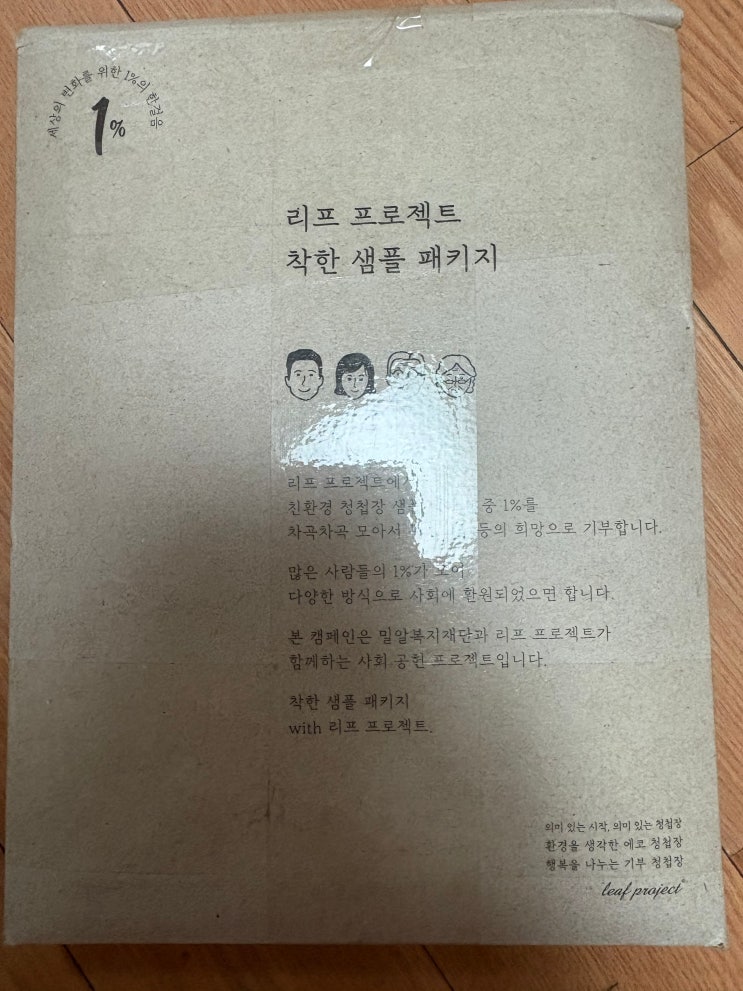 세상의 변화를 위한 1%의 한걸음
1%
리프 프로젝트
착한 샘플 패키지
리프 프로젝트에
친환경 청첩장 중 1%를
차곡차곡 모아서 등의 희망으로 기부합니다.
많은 사람들의 1%가 모여
다양한 방식으로 사회에 환원되었으면 합니다.
본 캠페인은 밀알복지재단과 리프 프로젝트가
함께하는 사회 공헌 프로젝트입니다.
착한 샘플 패키지
with 리프 프로젝트.
의미 있는 시작, 의미 있는 청첩장
환경을 생각한 에코 청첩장
행복을 나누는 기부 청첩장
leaf project